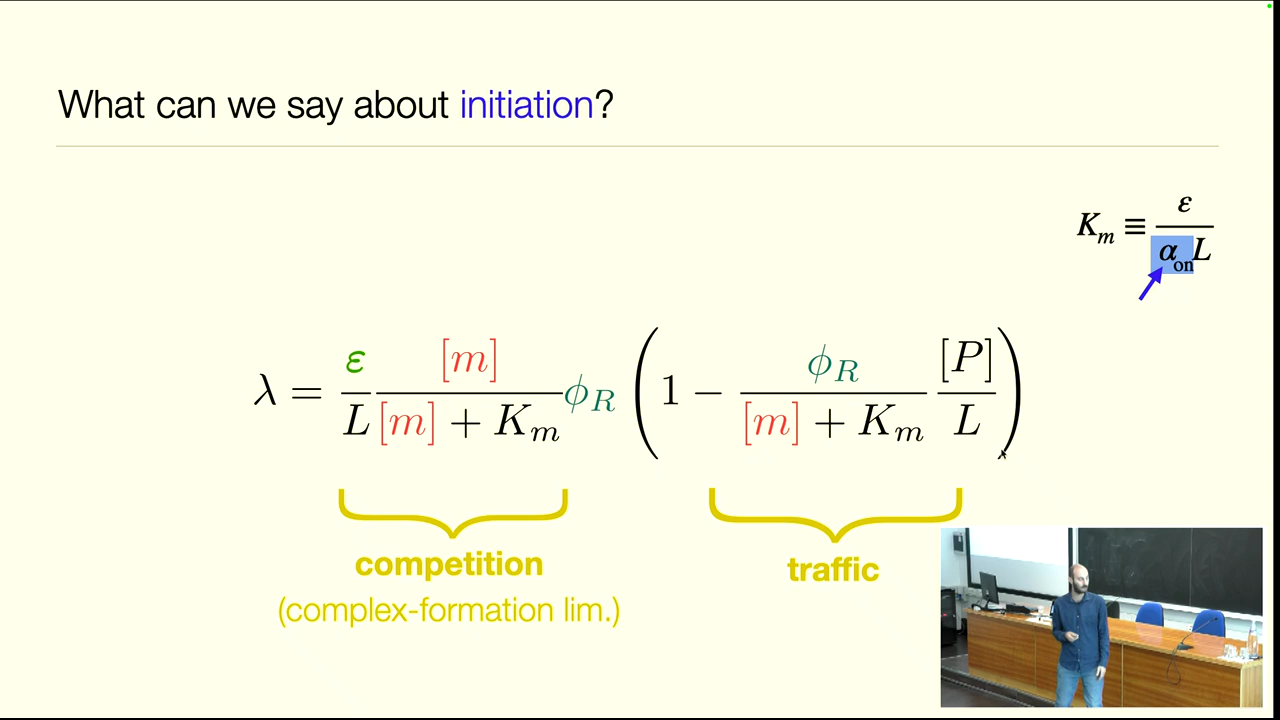 What can we say about initiation?
K_m ≡ ε / (α_on L)
λ = (ε / L) ([m] / ([m] + K_m)) ϕ_R (1 − (ϕ_R / ([m] + K_m)) ([P] / L))
competition
(complex-formation lim.)
traffic